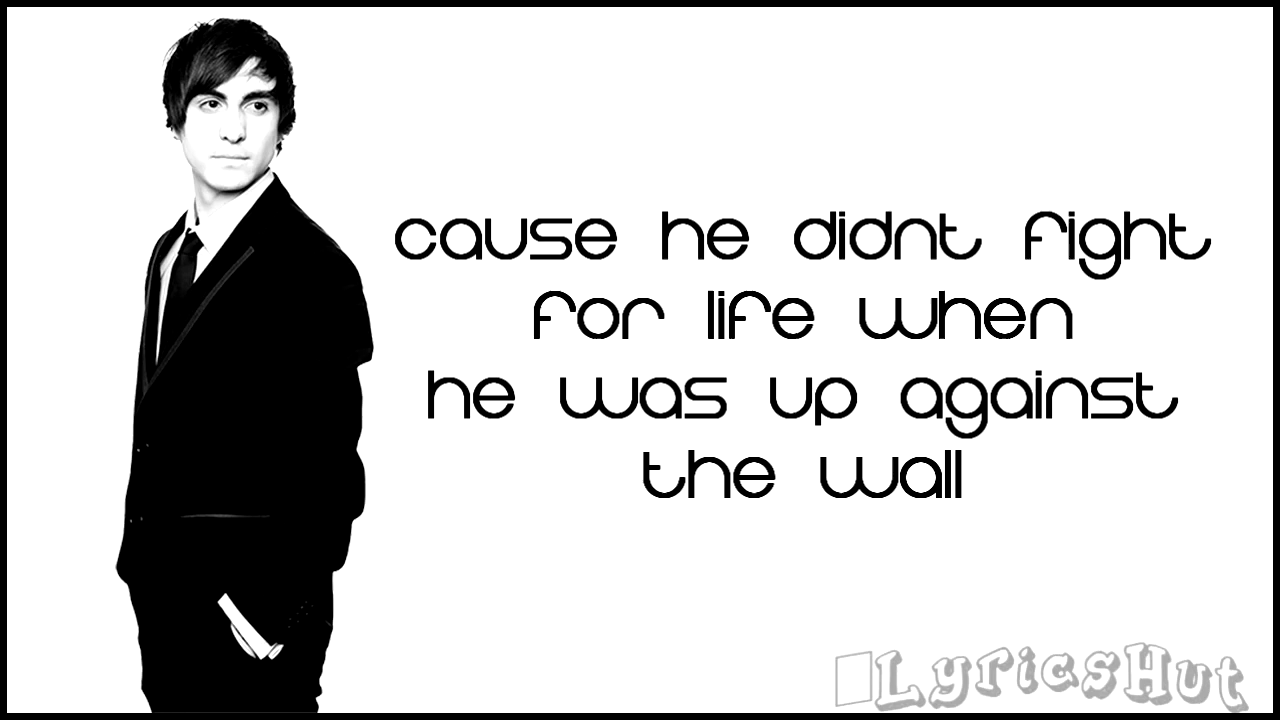 cause he didnt fight
for life when
he was up against
the wall
LyricsHut